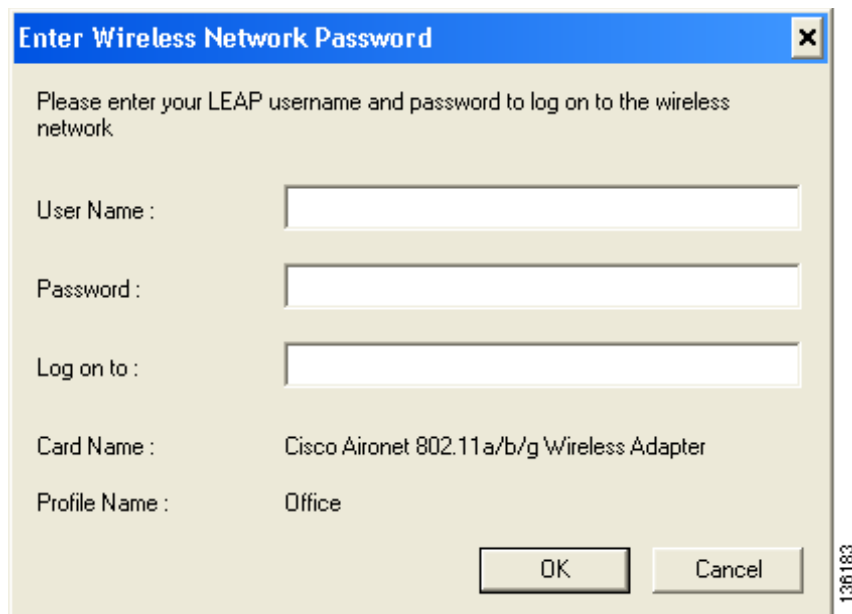 Enter Wireless Network Password
Please enter your LEAP username and password to log on to the wireless
network
User Name :
Password :
Log on to :
Card Name : Cisco Aironet 802.11a/b/g Wireless Adapter
Profile Name : Office
OK Cancel
136183